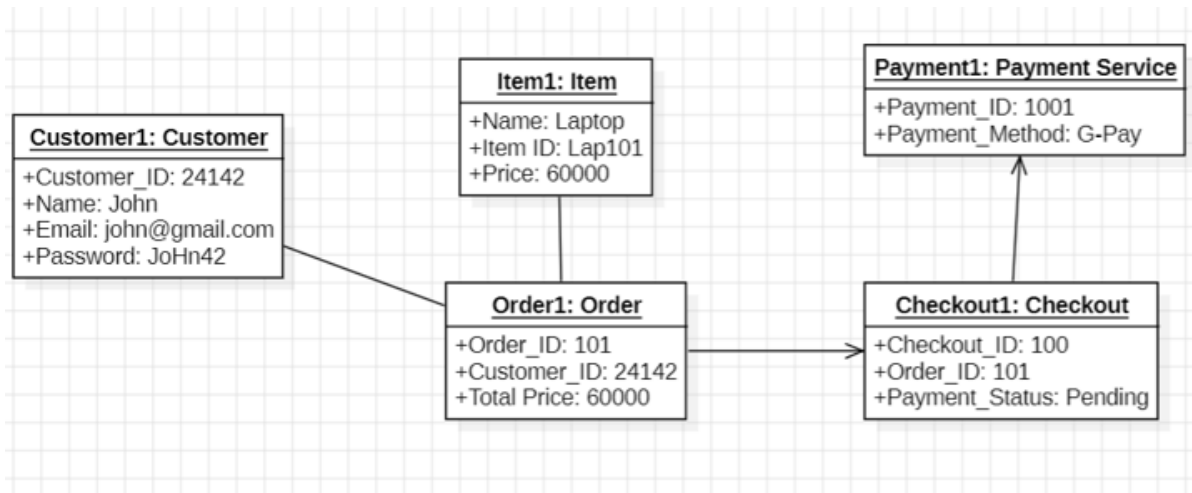 Customer1: Customer
+Customer_ID: 24142
+Name: John
+Email: john@gmail.com
+Password: JoHn42
Item1: Item
+Name: Laptop
+Item ID: Lap101
+Price: 60000
Payment1: Payment Service
+Payment_ID: 1001
+Payment_Method: G-Pay
Order1: Order
+Order_ID: 101
+Customer_ID: 24142
+Total Price: 60000
Checkout1: Checkout
+Checkout_ID: 100
+Order_ID: 101
+Payment_Status: Pending